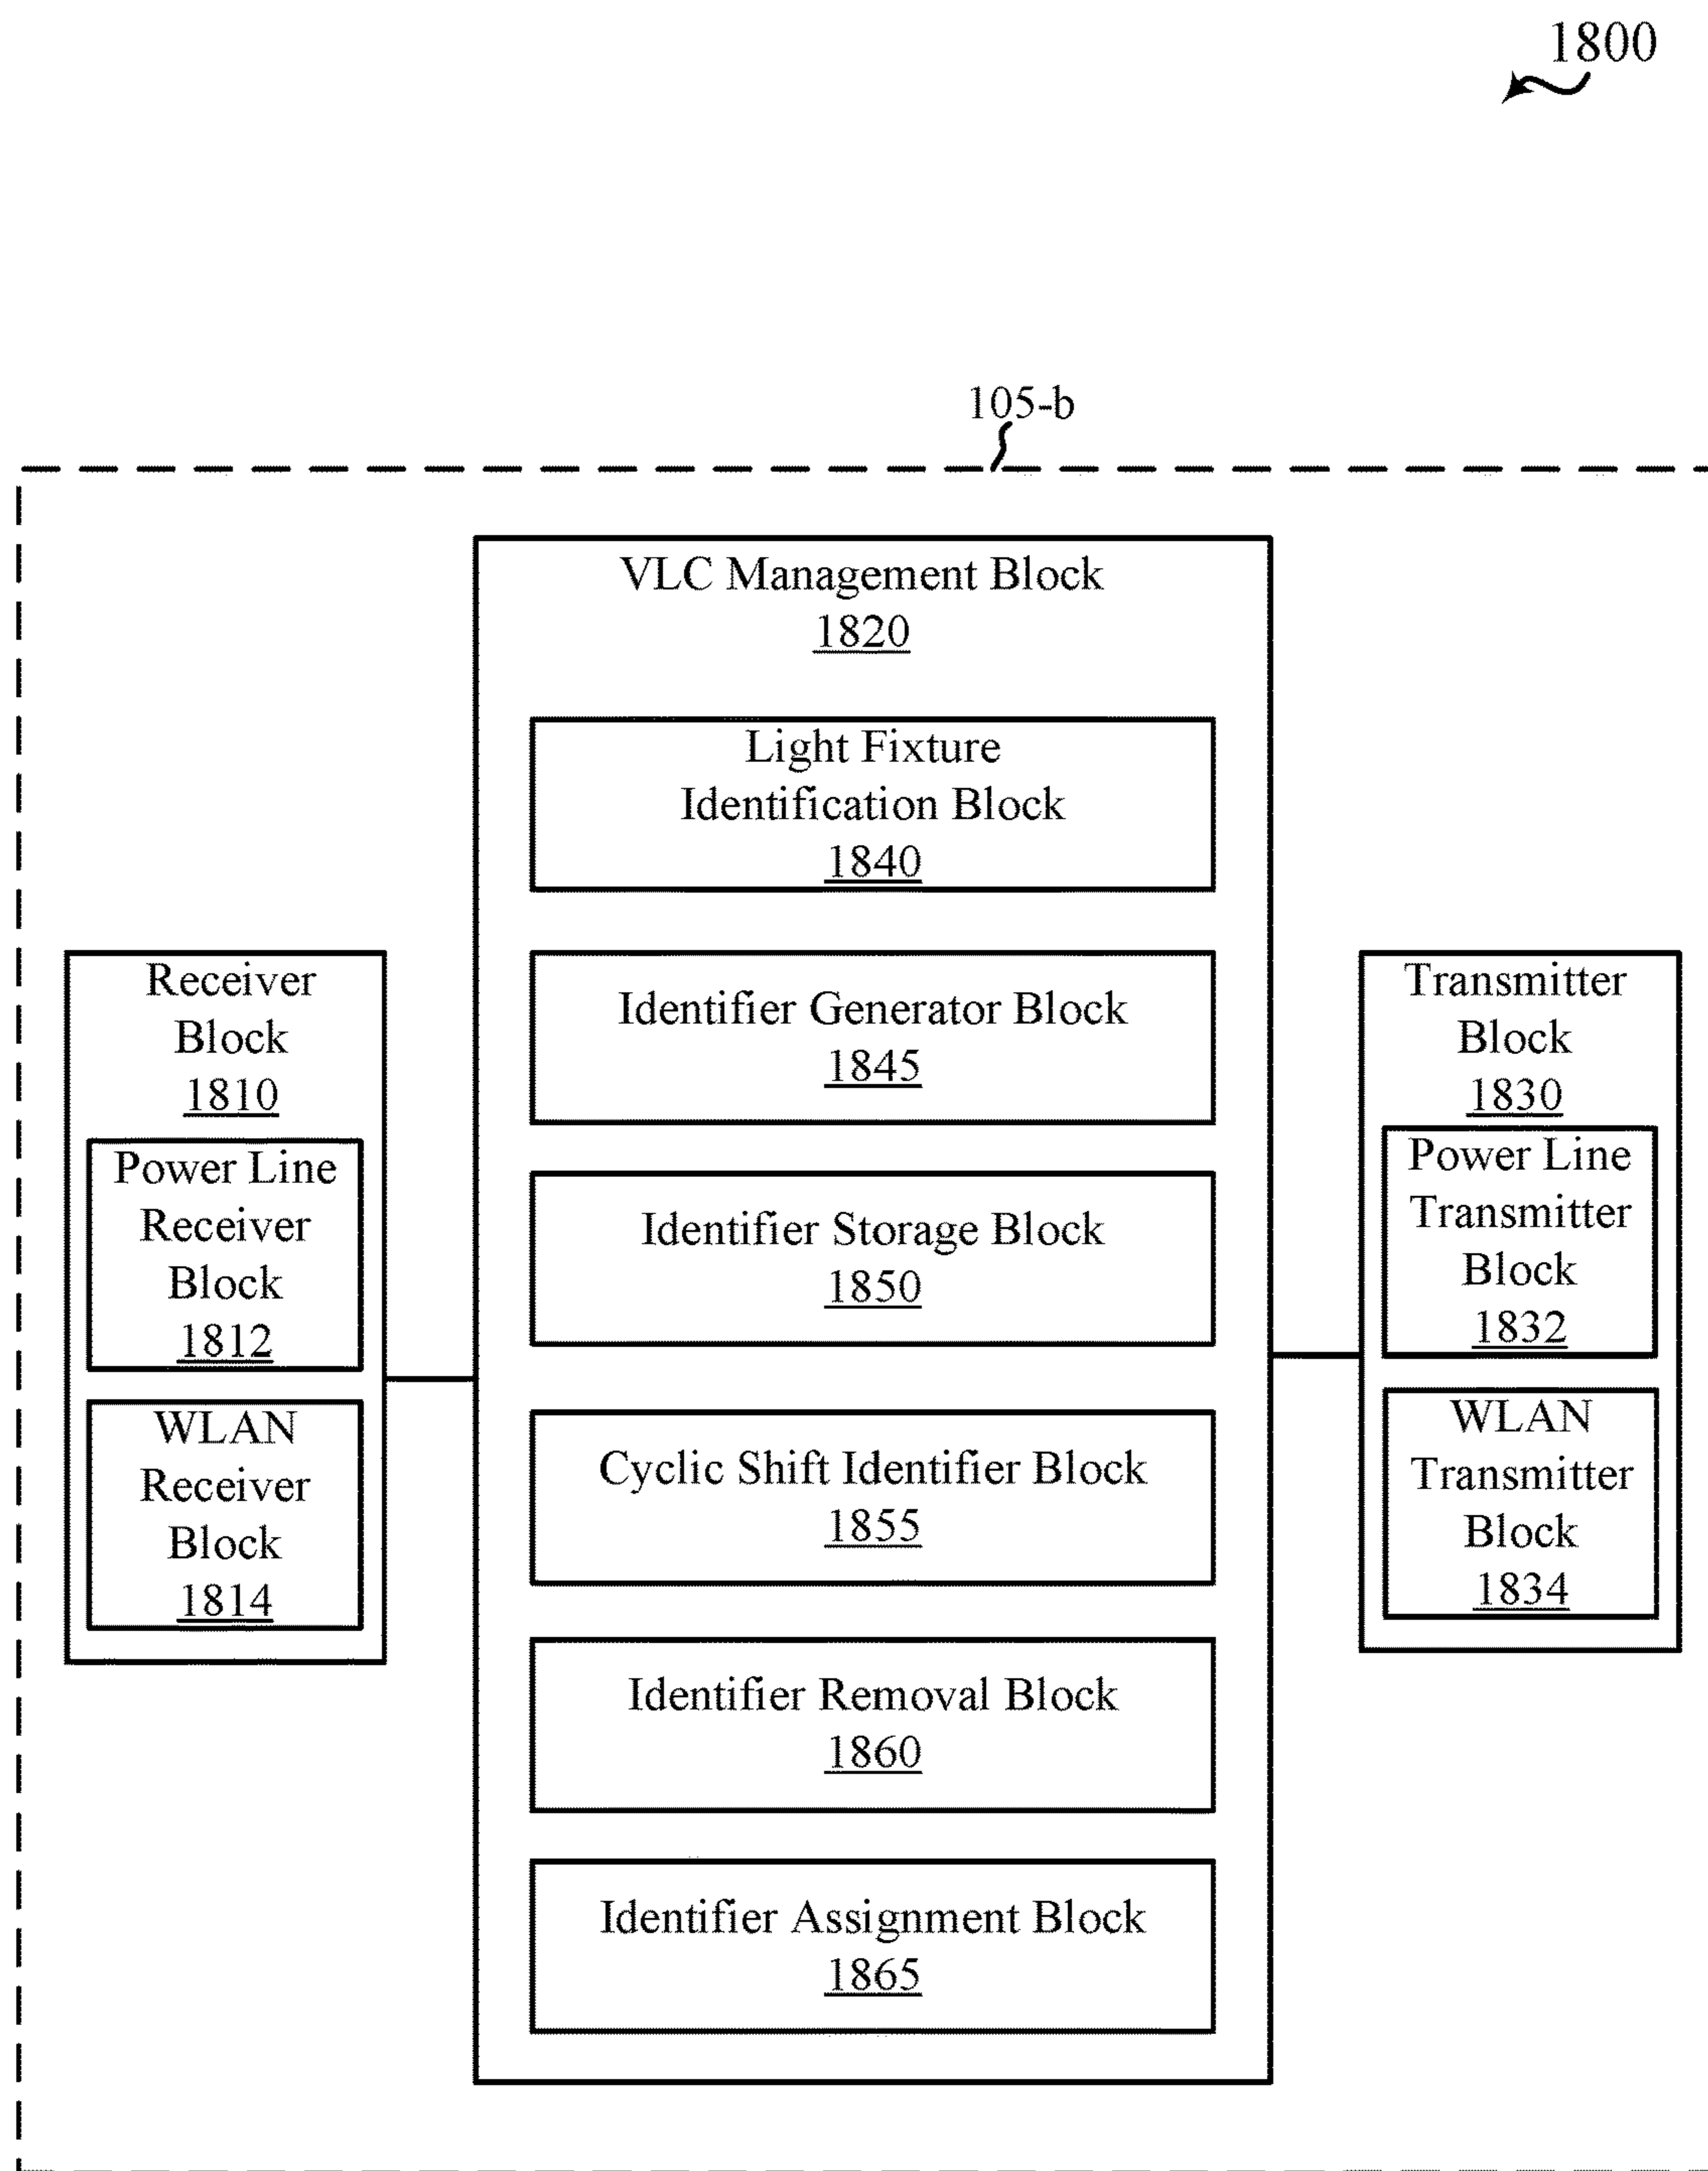 1800
105-b
VLC Management Block
1820
Light Fixture
Identification Block
1840
Identifier Generator Block
1845
Identifier Storage Block
1850
Cyclic Shift Identifier Block
1855
Identifier Removal Block
1860
Identifier Assignment Block
1865
Receiver
Block
1810
Power Line
Receiver
Block
1812
WLAN
Receiver
Block
1814
Transmitter
Block
1830
Power Line
Transmitter
Block
1832
WLAN
Transmitter
Block
1834